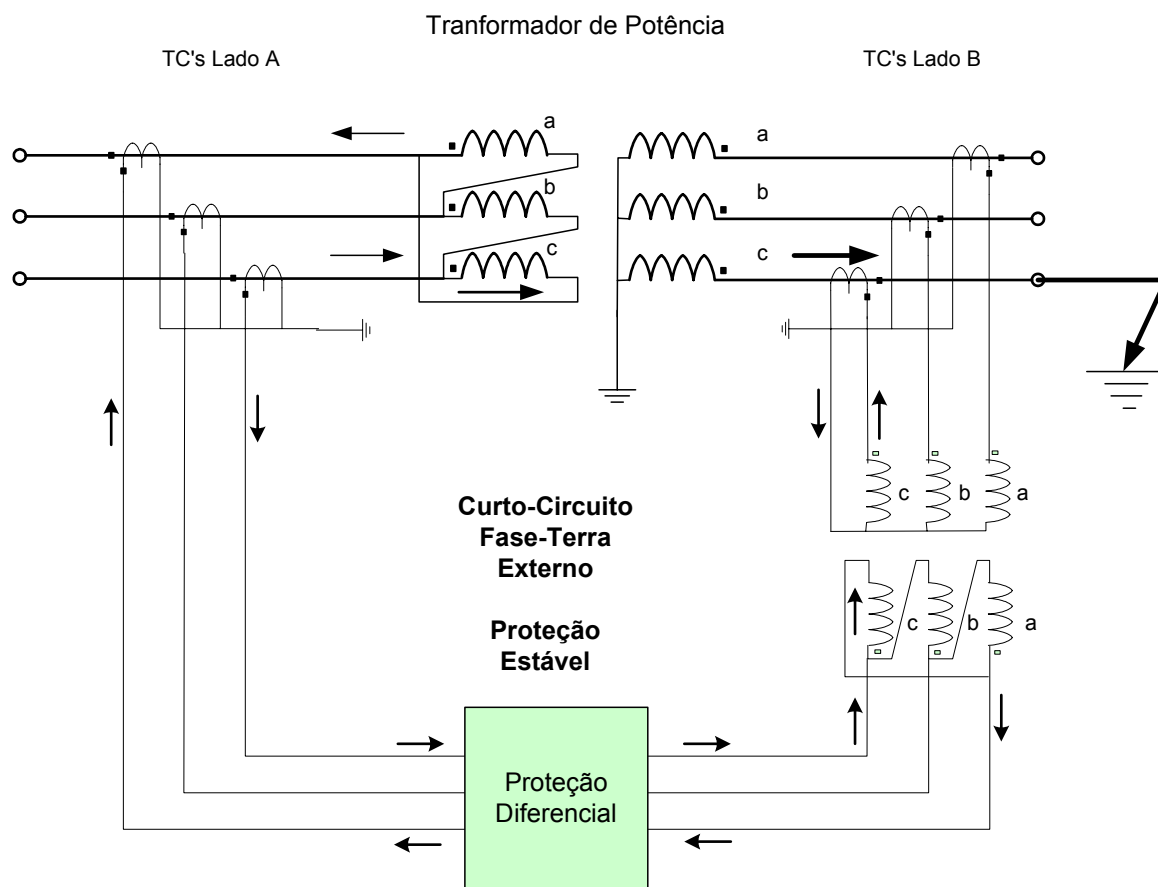 Tranformador de Potência
TC's Lado A
TC's Lado B
a
b
c
a
b
c
Curto-Circuito
Fase-Terra
Externo
Proteção
Estável
c b a
c b a
Proteção
Diferencial